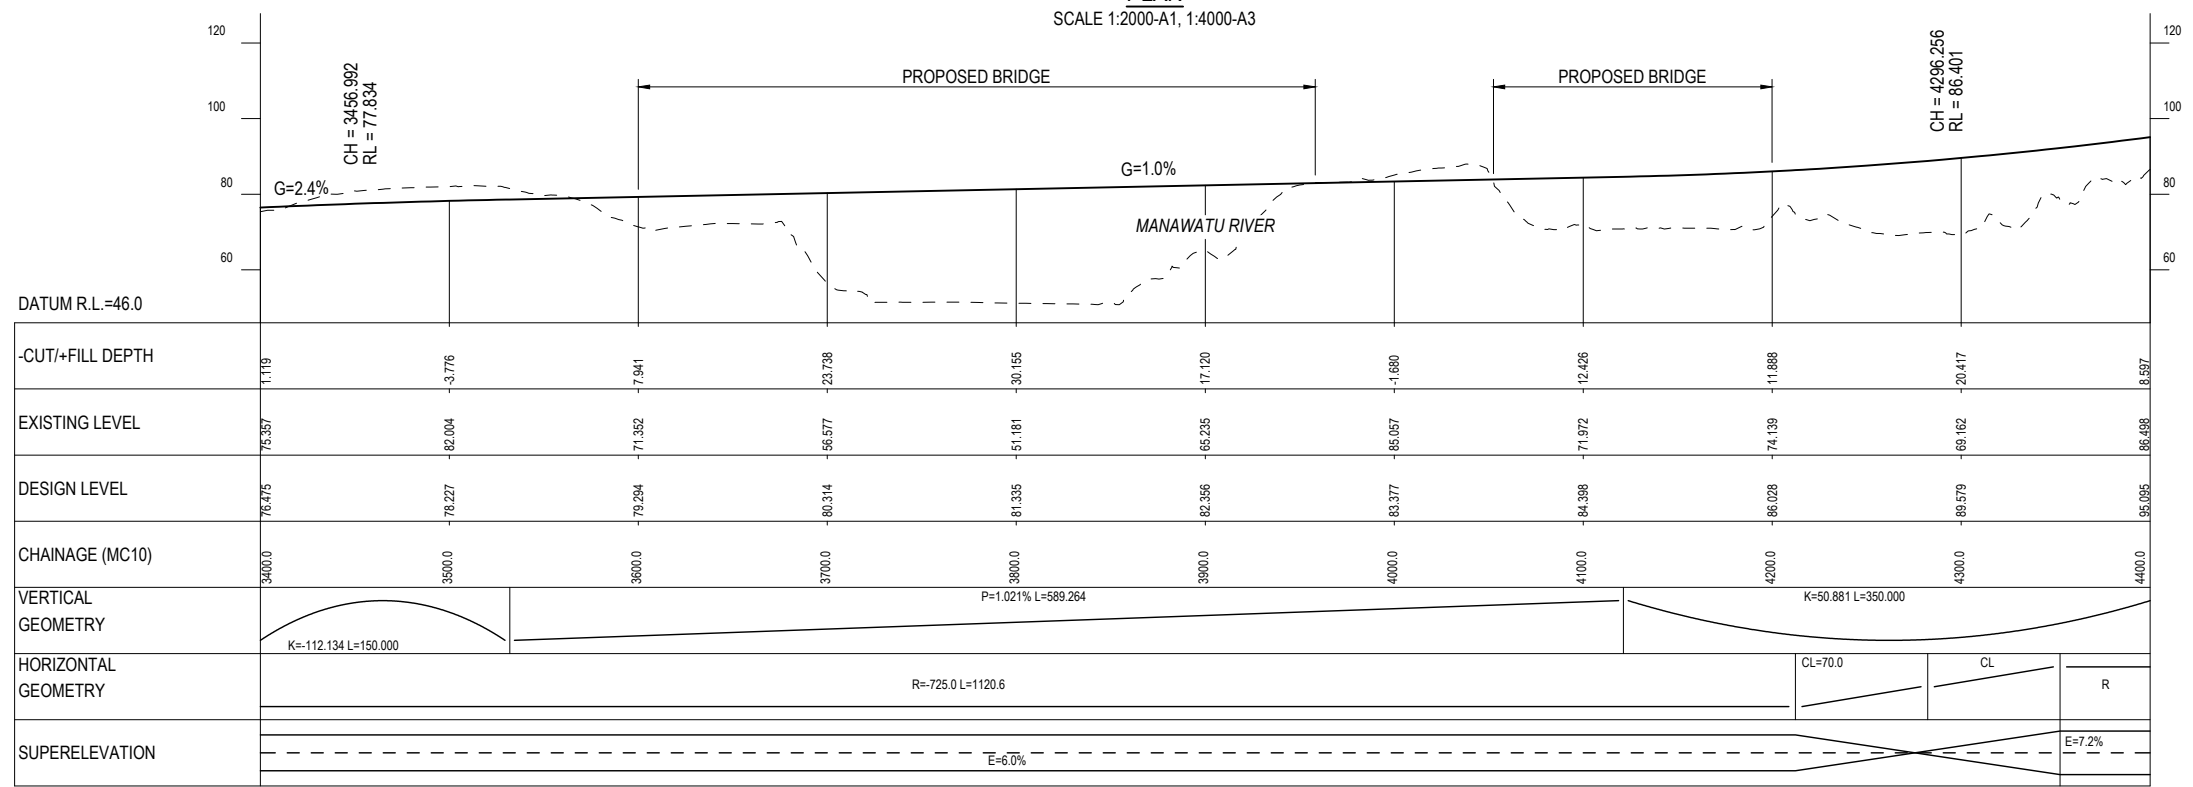 SCALE 1:2000-A1, 1:4000-A3
120
100
80
60
120
100
80
60
CH = 3456.992
RL = 77.834
PROPOSED BRIDGE
PROPOSED BRIDGE
CH = 4296.256
RL = 86.401
G=2.4%
G=1.0%
MANAWATU RIVER
DATUM R.L.=46.0
-CUT/+FILL DEPTH
1.119 -3.776 7.941 23.738 30.155 17.120 -1.680 12.426 11.888 20.417 8.597
EXISTING LEVEL
75.357 82.004 71.352 56.577 51.181 65.235 85.057 71.972 74.139 69.162 86.498
DESIGN LEVEL
76.475 78.227 79.294 80.314 81.335 82.356 83.377 84.398 86.028 89.579 95.095
CHAINAGE (MC10)
3400.0 3500.0 3600.0 3700.0 3800.0 3900.0 4000.0 4100.0 4200.0 4300.0 4400.0
VERTICAL
GEOMETRY
K=-112.134 L=150.000
P=1.021% L=589.264
K=50.881 L=350.000
HORIZONTAL
GEOMETRY
R=-725.0 L=1120.6
CL=70.0
CL
R
SUPERELEVATION
E=6.0%
E=7.2%